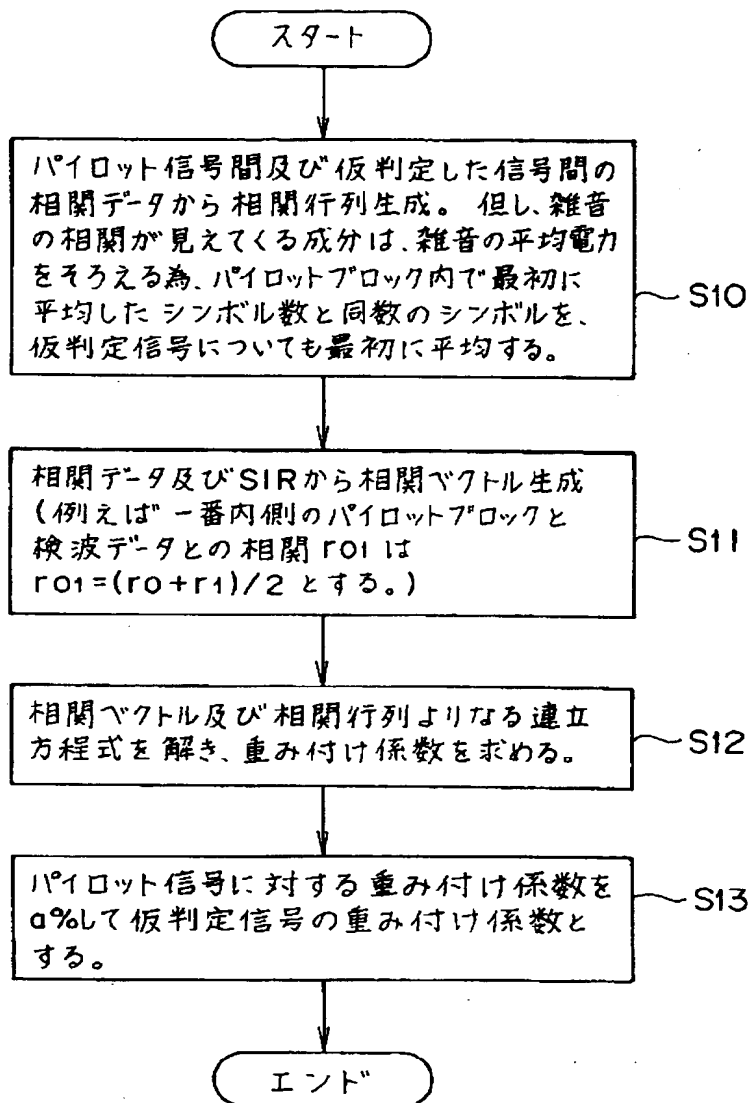 スタート
パイロット信号間及び仮判定した信号間の
相関データから相関行列生成。但し、雑音
の相関が見えてくる成分は、雑音の平均電力
をそろえる為、パイロットブロック内で最初に
平均したシンボル数と同数のシンボルを、
仮判定信号についても最初に平均する。
S10
相関データ及びSIRから相関ベクトル生成
(例えば一番内側のパイロットブロックと
検波データとの相関r01は
r01=(r0+r1)/2とする。)
S11
相関ベクトル及び相関行列よりなる連立
方程式を解き、重み付け係数を求める。
S12
パイロット信号に対する重み付け係数を
a%して仮判定信号の重み付け係数と
する。
S13
エンド